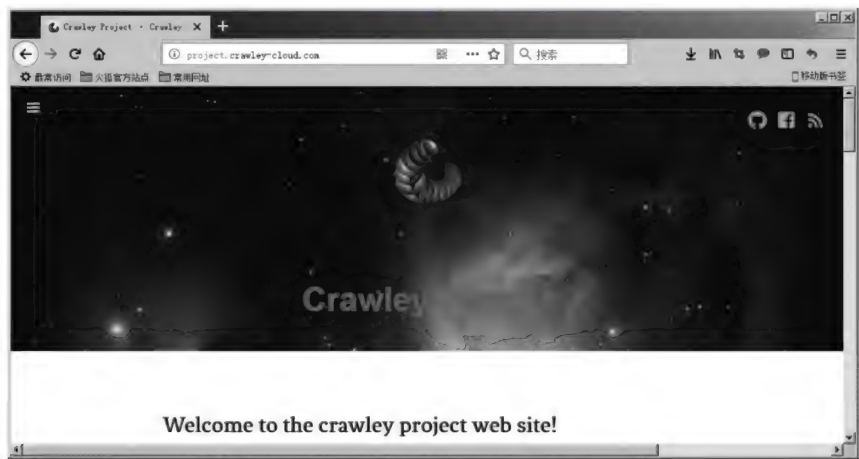 Crawley Project · Crawley
project.crawley-cloud.com
搜索
最常访问 火狐官方站点 常用网址
移动版书签
Crawley
Welcome to the crawley project web site!